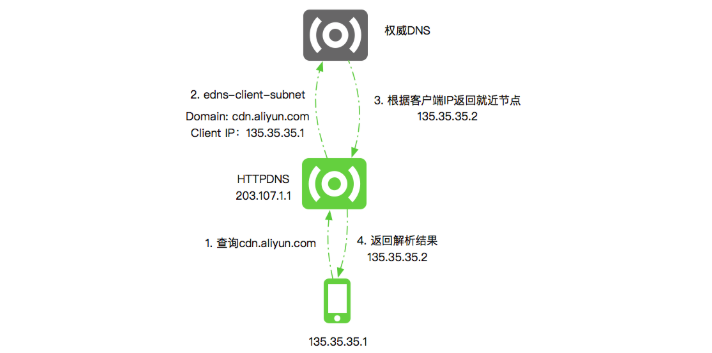 权威DNS
2. edns-client-subnet
Domain: cdn.aliyun.com
Client IP：135.35.35.1
3. 根据客户端IP返回就近节点
135.35.35.2
HTTPDNS
203.107.1.1
1. 查询cdn.aliyun.com
4. 返回解析结果
135.35.35.2
135.35.35.1